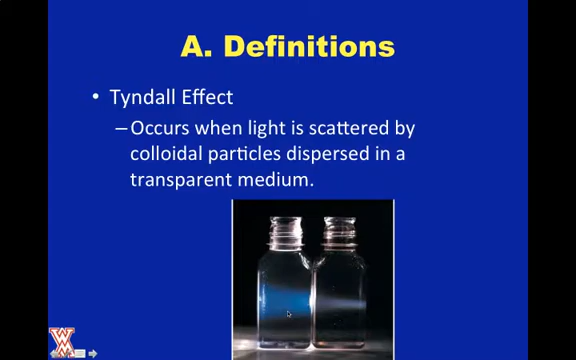 A. Definitions
• Tyndall Effect
–Occurs when light is scattered by
colloidal particles dispersed in a
transparent medium.
W